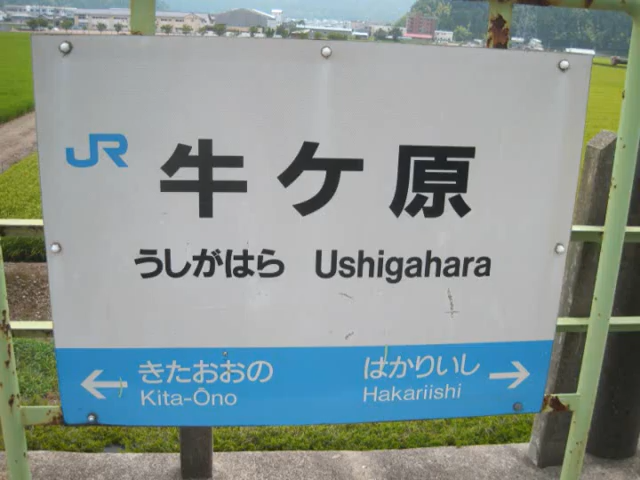 JR 牛ケ原
うしがはら Ushigahara
← きたおおの はかりいし →
Kita-Ôno Hakariishi